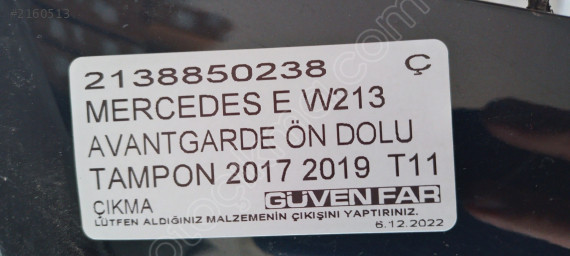 #2160513
2138850238 Ç
MERCEDES E W213
AVANTGARDE ÖN DOLU
TAMPON 2017 2019 T11
ÇIKMA GÜVEN FAR
LÜTFEN ALDIĞINIZ MALZEMENİN ÇIKIŞINI YAPTIRINIZ.
6.12.2022